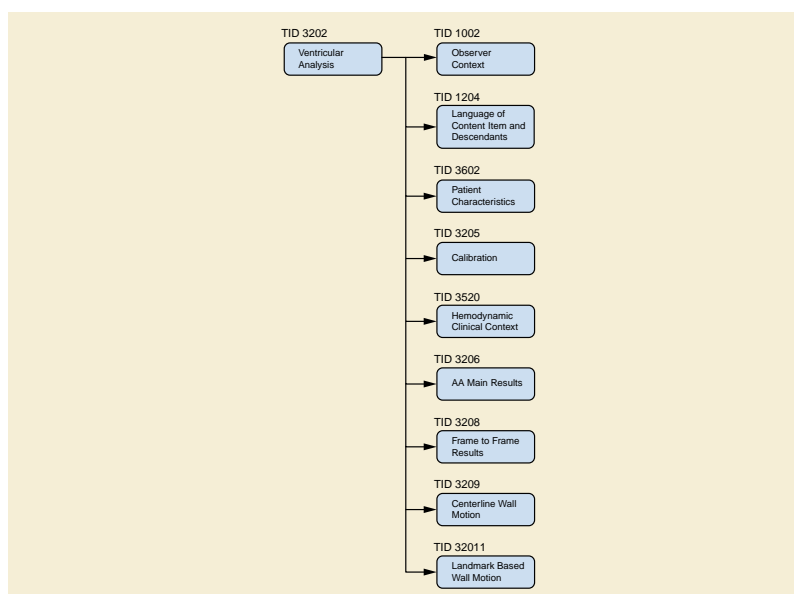 TID 3202
Ventricular
Analysis
TID 1002
Observer
Context
TID 1204
Language of
Content Item and
Descendants
TID 3602
Patient
Characteristics
TID 3205
Calibration
TID 3520
Hemodynamic
Clinical Context
TID 3206
AA Main Results
TID 3208
Frame to Frame
Results
TID 3209
Centerline Wall
Motion
TID 32011
Landmark Based
Wall Motion